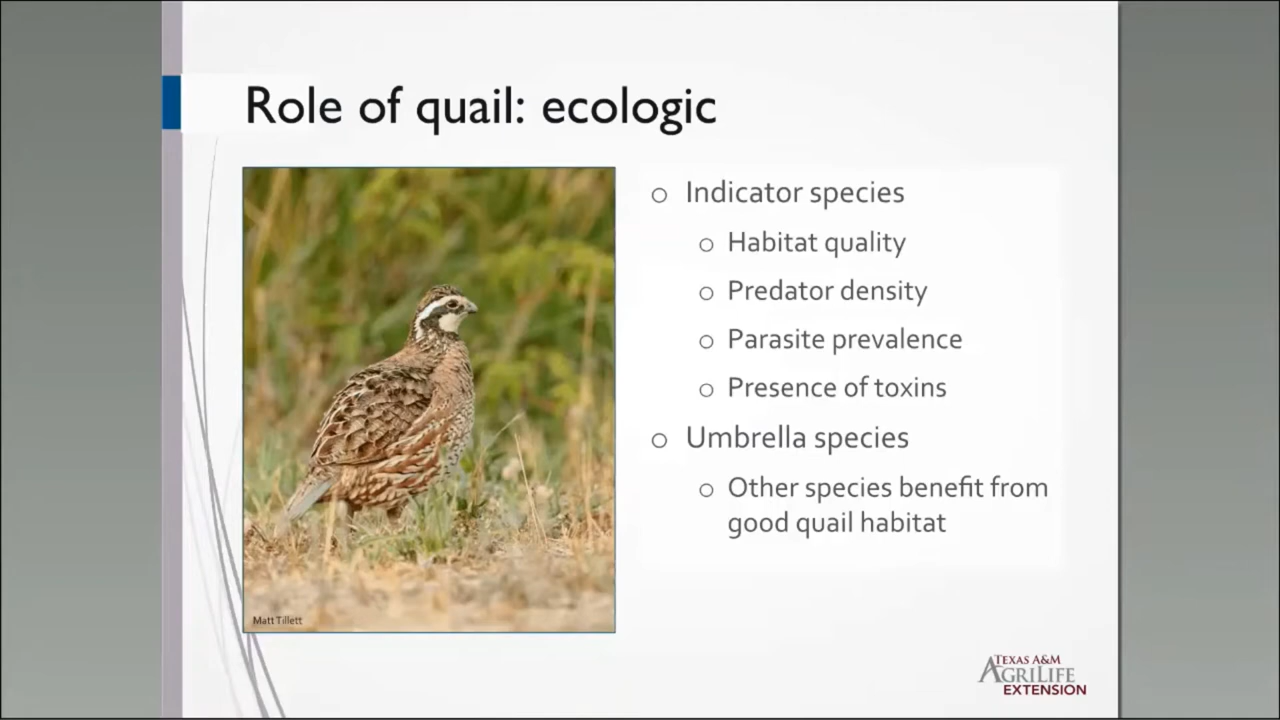 Role of quail: ecologic
Indicator species
Habitat quality
Predator density
Parasite prevalence
Presence of toxins
Umbrella species
Other species benefit from
good quail habitat
Matt Tillett
TEXAS A&M
AGRILIFE
EXTENSION